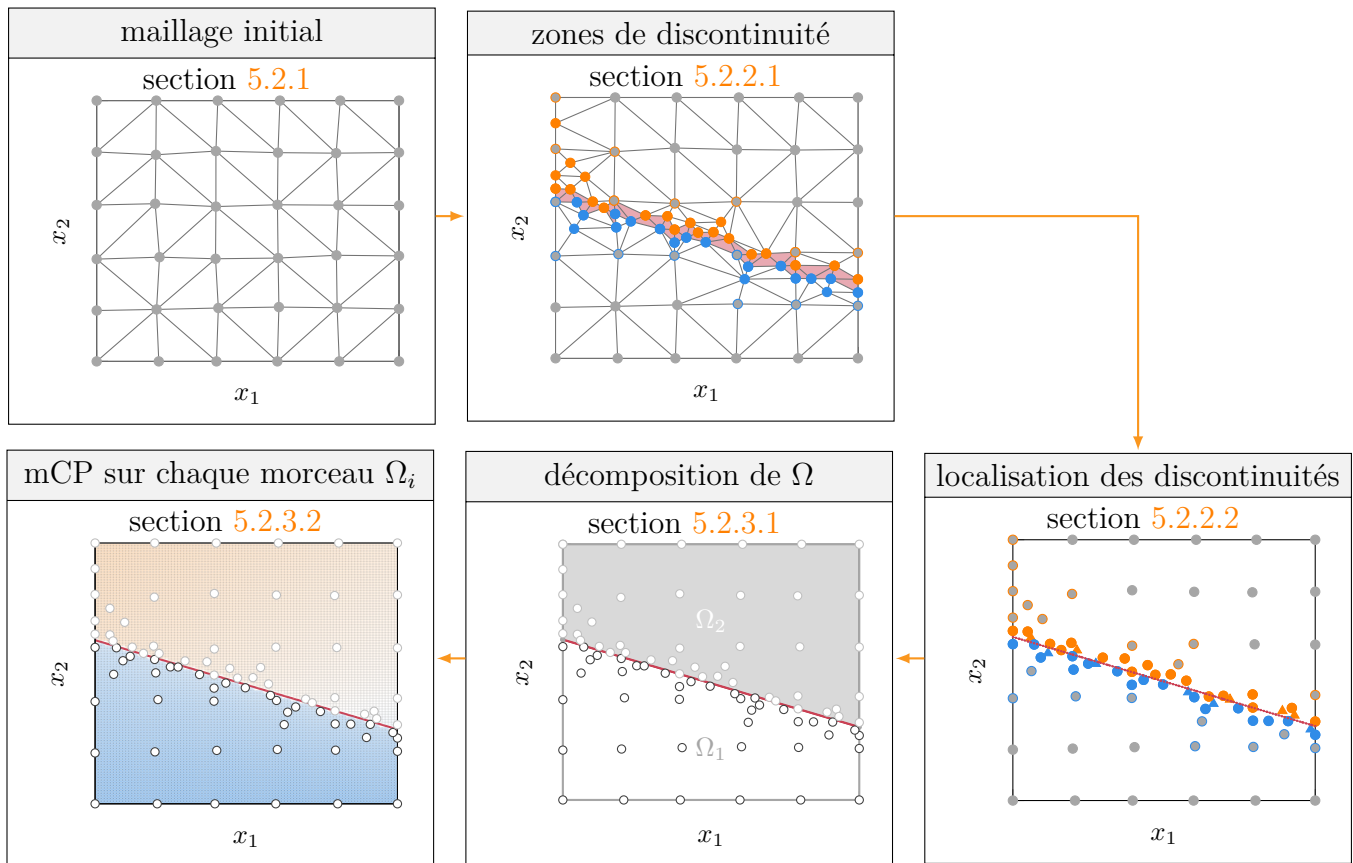 maillage initial
section 5.2.1
x₂
x₁
zones de discontinuité
section 5.2.2.1
x₂
x₁
mCP sur chaque morceau Ωᵢ
section 5.2.3.2
x₂
x₁
décomposition de Ω
section 5.2.3.1
Ω₂
Ω₁
x₂
x₁
localisation des discontinuités
section 5.2.2.2
x₂
x₁